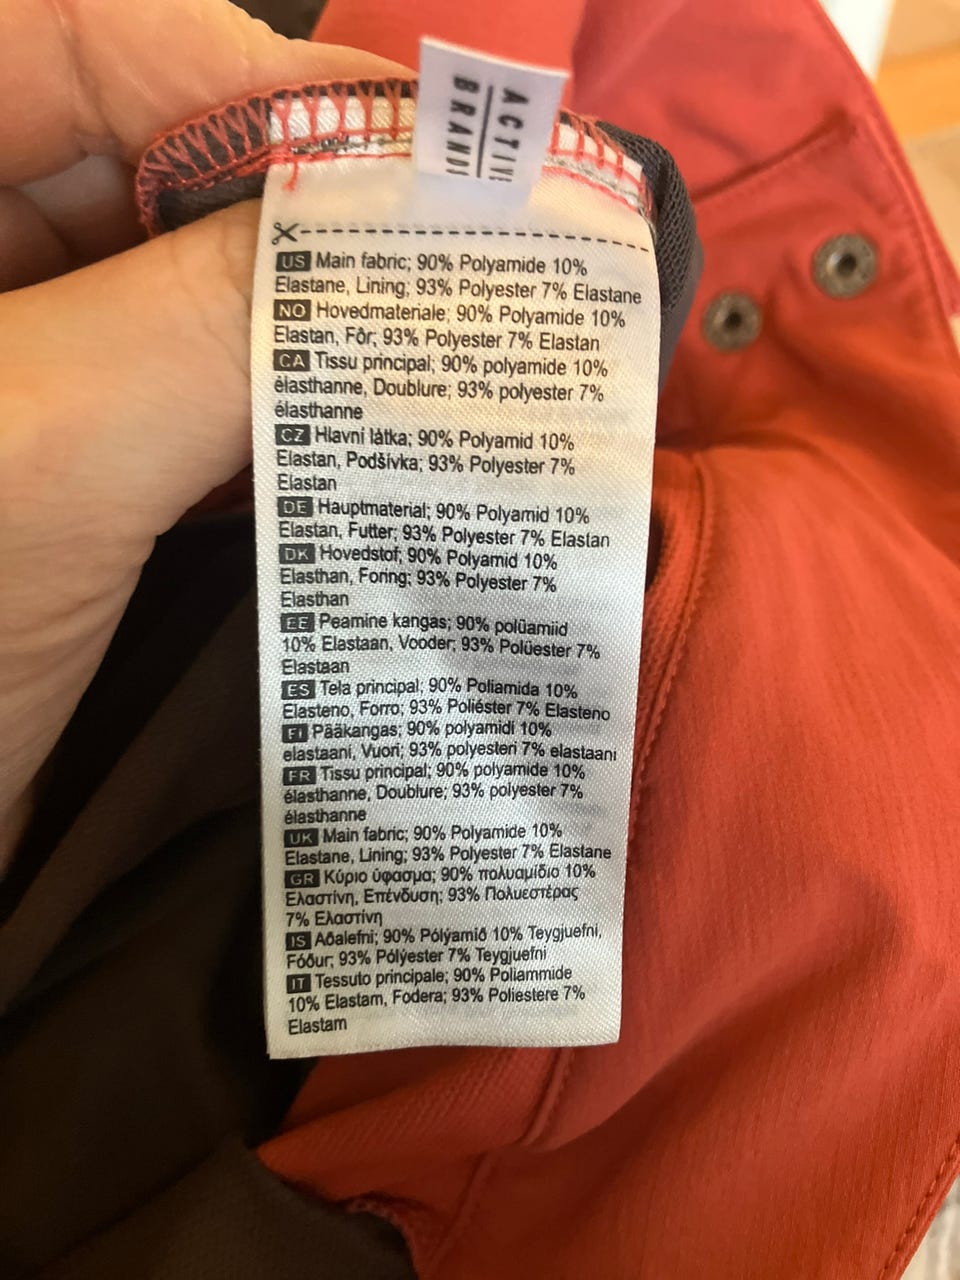 ACTIVE
BRANDS
US Main fabric; 90% Polyamide 10%
Elastane, Lining; 93% Polyester 7% Elastane
NO Hovedmateriale; 90% Polyamide 10%
Elastan, Fôr; 93% Polyester 7% Elastan
CA Tissu principal; 90% polyamide 10%
élasthanne, Doublure; 93% polyester 7%
élasthanne
CZ Hlavní látka; 90% Polyamid 10%
Elastan, Podšívka; 93% Polyester 7%
Elastan
DE Hauptmaterial; 90% Polyamid 10%
Elastan, Futter; 93% Polyester 7% Elastan
DK Hovedstof; 90% Polyamid 10%
Elasthan, Foring; 93% Polyester 7%
Elasthan
EE Peamine kangas; 90% polüamiid
10% Elastaan, Vooder; 93% Polüester 7%
Elastaan
ES Tela principal; 90% Poliamida 10%
Elasteno, Forro; 93% Poliéster 7% Elasteno
FI Pääkangas; 90% polyamidi 10%
elastaani, Vuori; 93% polyesteri 7% elastaani
FR Tissu principal; 90% polyamide 10%
élasthanne, Doublure; 93% polyester 7%
élasthanne
UK Main fabric; 90% Polyamide 10%
Elastane, Lining; 93% Polyester 7% Elastane
GR Κύριο ύφασμα; 90% πολυαμίδιο 10%
Ελαστίνη, Επένδυση; 93% Πολυεστέρας
7% Ελαστίνη
IS Aðalefni; 90% Pólýamið 10% Teygjuefni,
Fóður; 93% Pólýester 7% Teygjuefni
IT Tessuto principale; 90% Poliammide
10% Elastam, Fodera; 93% Poliestere 7%
Elastam